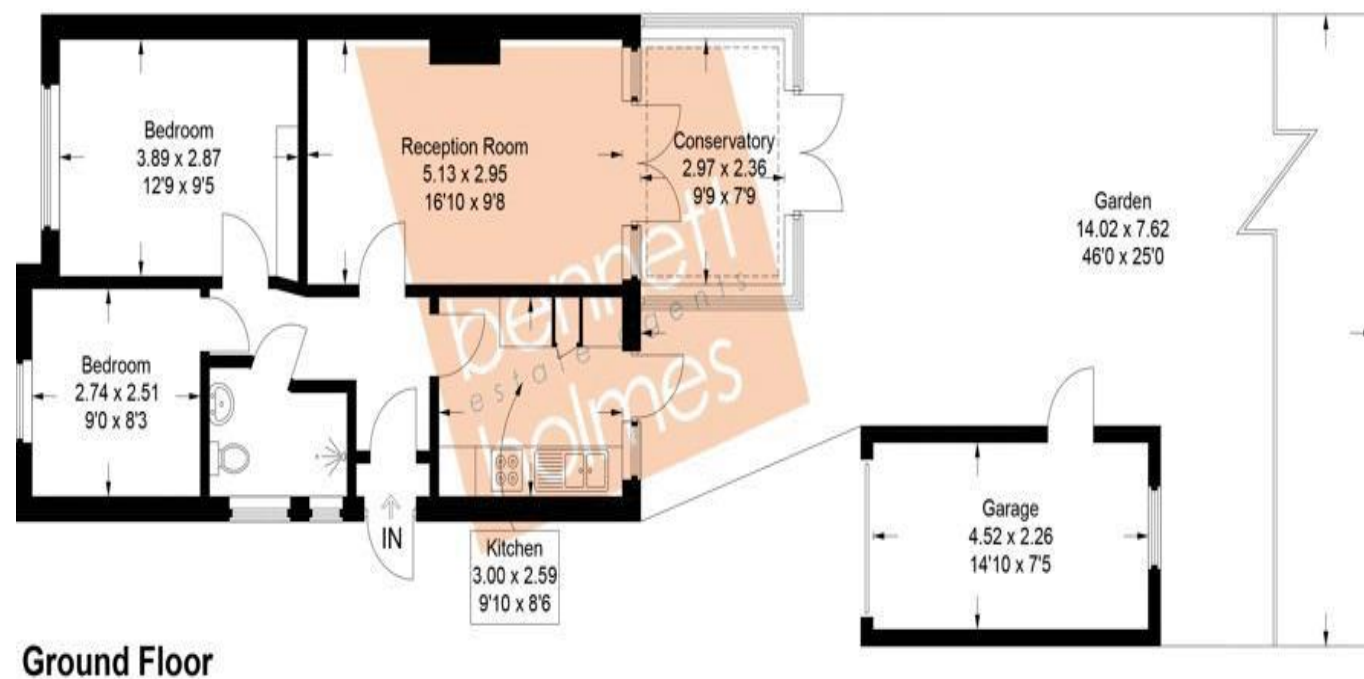 Bedroom
3.89 x 2.87
12'9 x 9'5
Reception Room
5.13 x 2.95
16'10 x 9'8
Conservatory
2.97 x 2.36
9'9 x 7'9
Garden
14.02 x 7.62
46'0 x 25'0
Bedroom
2.74 x 2.51
9'0 x 8'3
bennett
estate agents
holmes
IN
Kitchen
3.00 x 2.59
9'10 x 8'6
Garage
4.52 x 2.26
14'10 x 7'5
Ground Floor